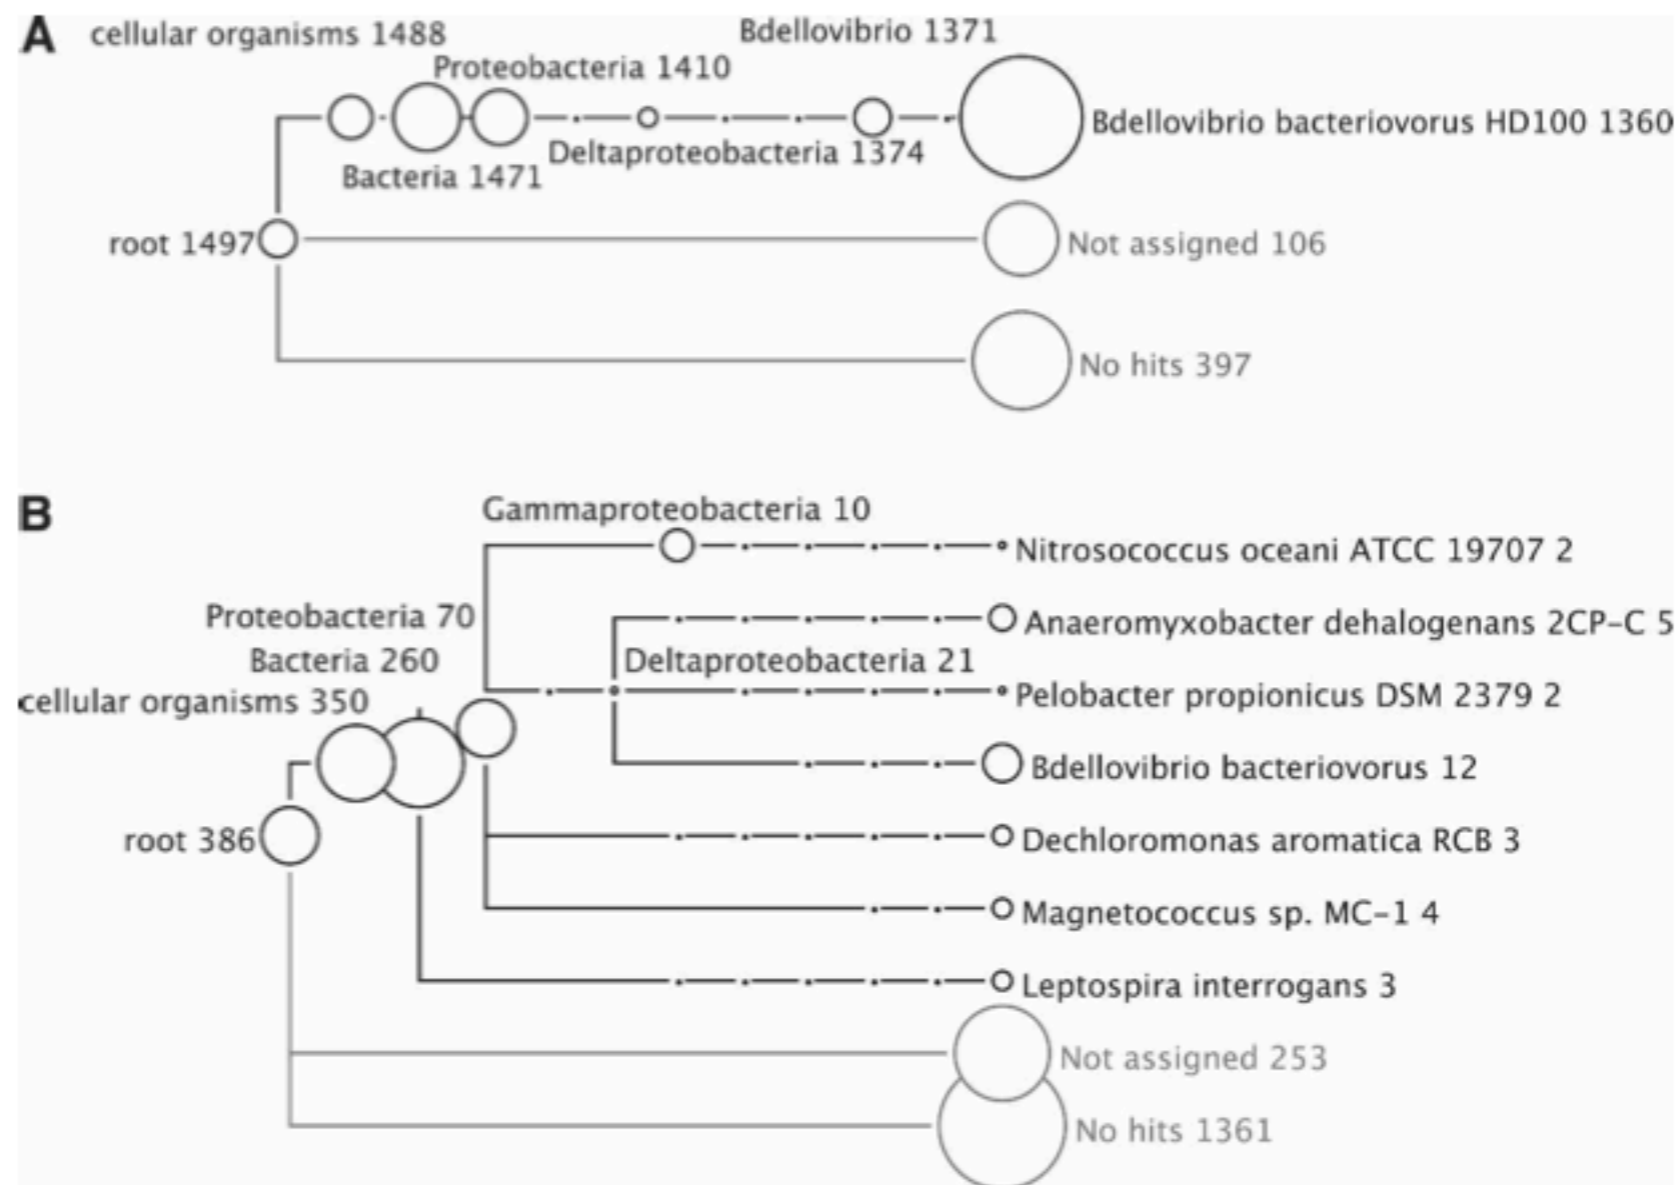 A
cellular organisms 1488
Bdellovibrio 1371
Proteobacteria 1410
Bdellovibrio bacteriovorus HD100 1360
Deltaproteobacteria 1374
Bacteria 1471
root 1497
Not assigned 106
No hits 397
B
Gammaproteobacteria 10
Nitrosococcus oceani ATCC 19707 2
Proteobacteria 70
Anaeromyxobacter dehalogenans 2CP-C 5
Bacteria 260
Deltaproteobacteria 21
cellular organisms 350
Pelobacter propionicus DSM 2379 2
Bdellovibrio bacteriovorus 12
root 386
Dechloromonas aromatica RCB 3
Magnetococcus sp. MC-1 4
Leptospira interrogans 3
Not assigned 253
No hits 1361